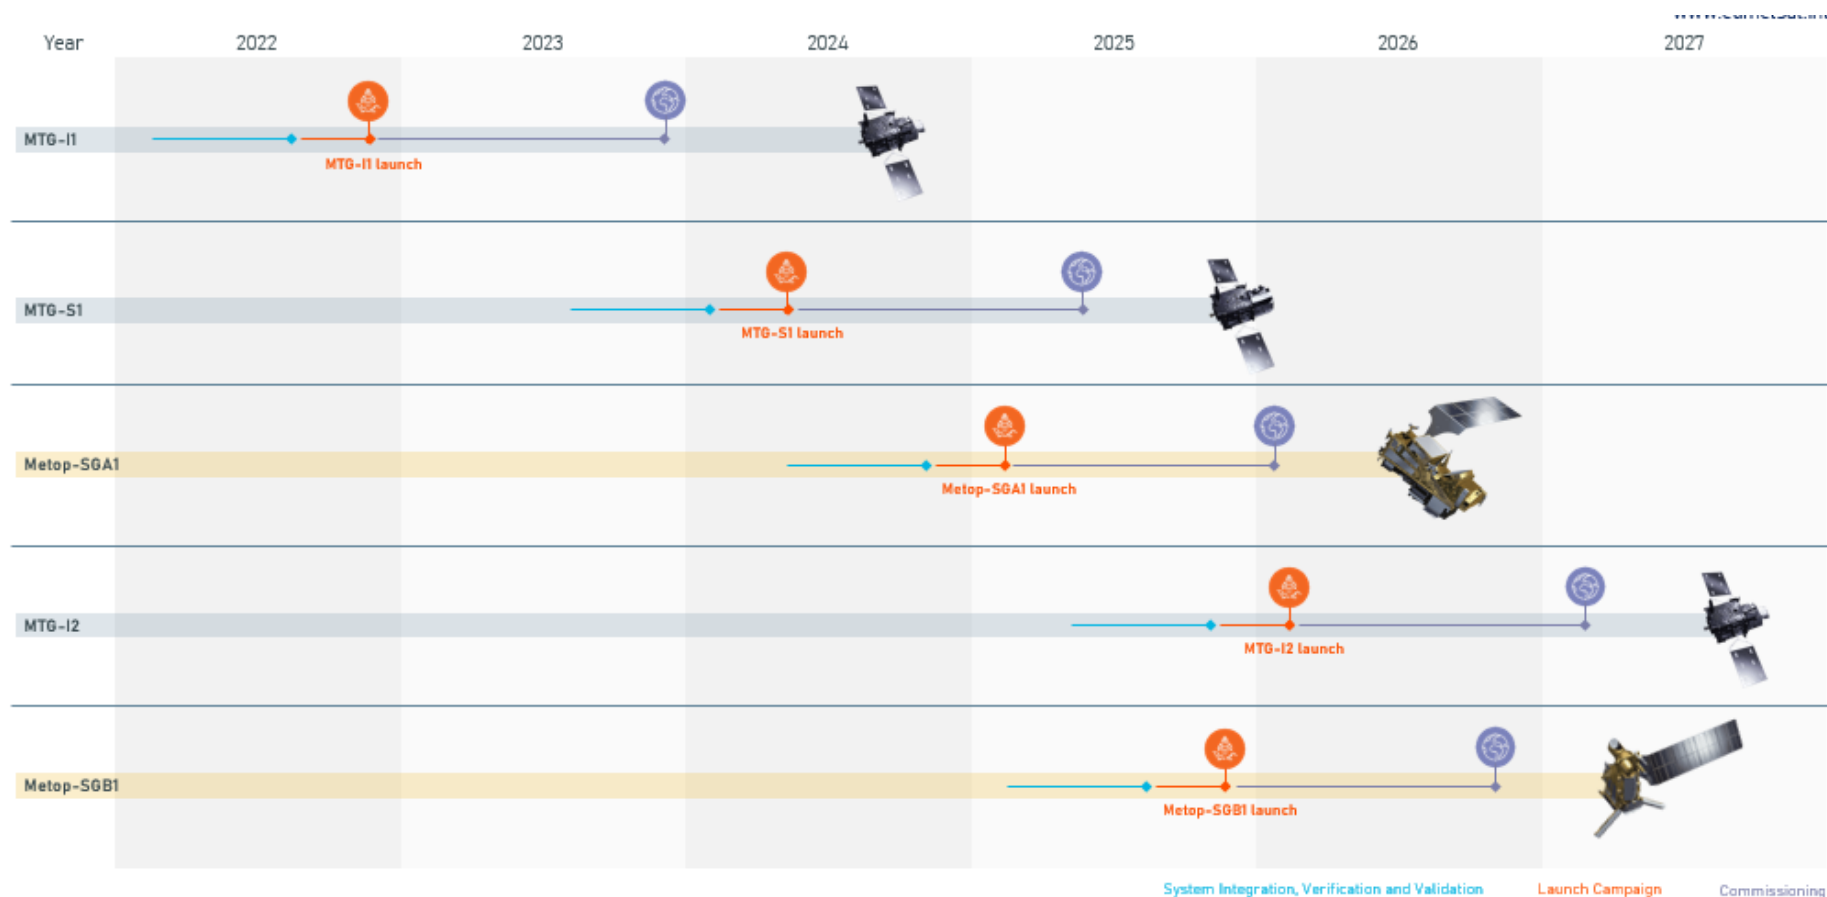 Year 2022 2023 2024 2025 2026 2027
MTG-I1
MTG-I1 launch
MTG-S1
MTG-S1 launch
Metop-SGA1
Metop-SGA1 launch
MTG-I2
MTG-I2 launch
Metop-SGB1
Metop-SGB1 launch
System Integration, Verification and Validation Launch Campaign Commissioning